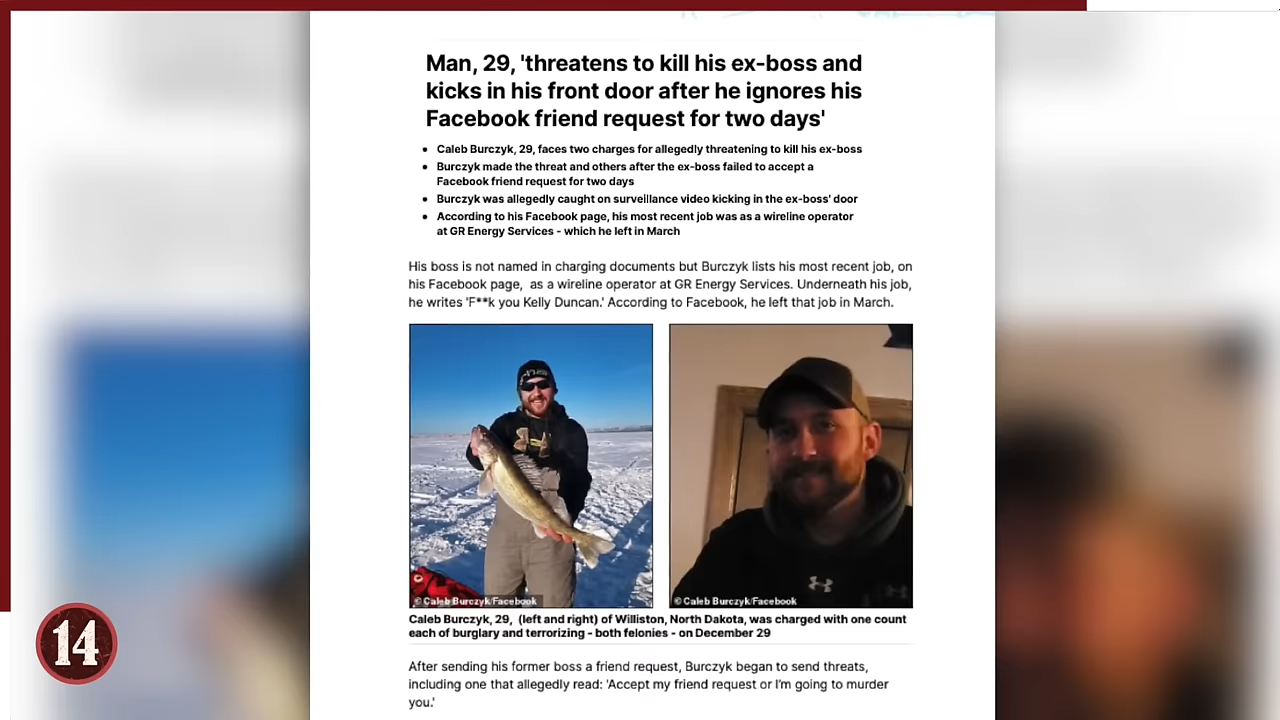 Man, 29, 'threatens to kill his ex-boss and
kicks in his front door after he ignores his
Facebook friend request for two days'
• Caleb Burczyk, 29, faces two charges for allegedly threatening to kill his ex-boss
• Burczyk made the threat and others after the ex-boss failed to accept a
Facebook friend request for two days
• Burczyk was allegedly caught on surveillance video kicking in the ex-boss' door
• According to his Facebook page, his most recent job was as a wireline operator
at GR Energy Services - which he left in March
His boss is not named in charging documents but Burczyk lists his most recent job, on
his Facebook page, as a wireline operator at GR Energy Services. Underneath his job,
he writes 'F**k you Kelly Duncan.' According to Facebook, he left that job in March.
© Caleb Burczyk/Facebook
© Caleb Burczyk/Facebook
Caleb Burczyk, 29, (left and right) of Williston, North Dakota, was charged with one count
each of burglary and terrorizing - both felonies - on December 29
After sending his former boss a friend request, Burczyk began to send threats,
including one that allegedly read: 'Accept my friend request or I'm going to murder
you.'
14